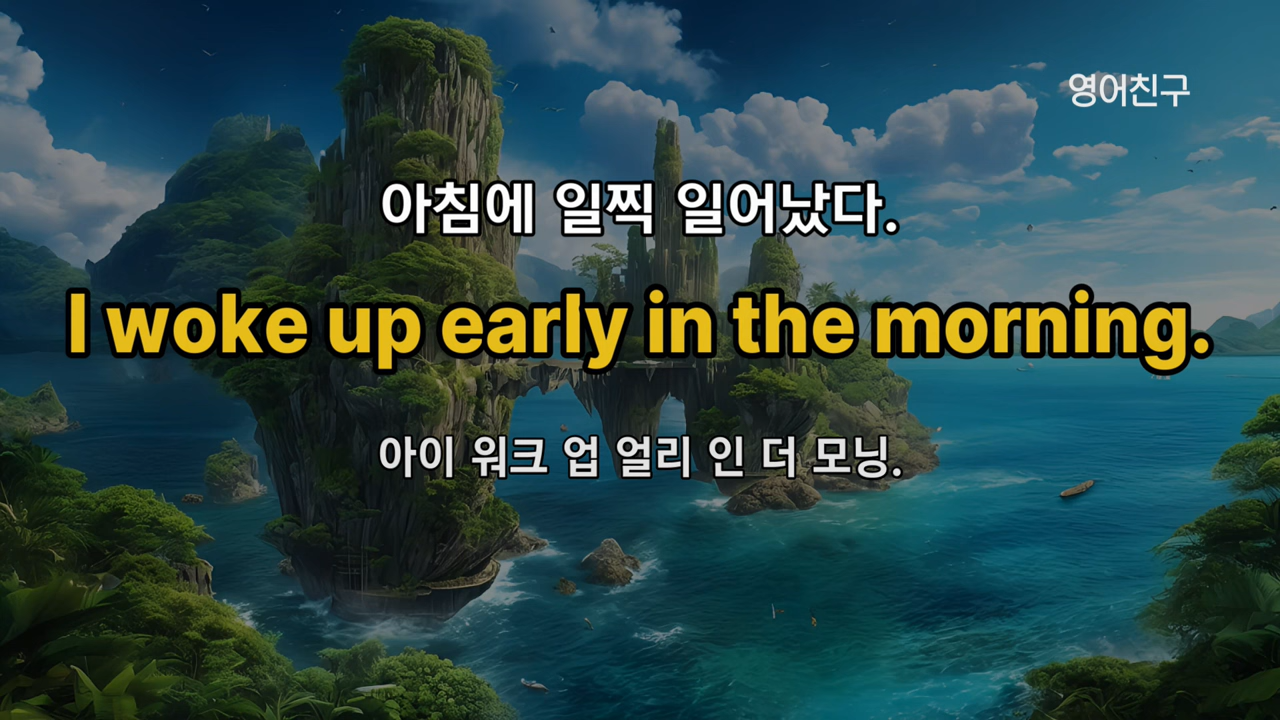 영어친구
아침에 일찍 일어났다.
I woke up early in the morning.
아이 워크 업 얼리 인 더 모닝.